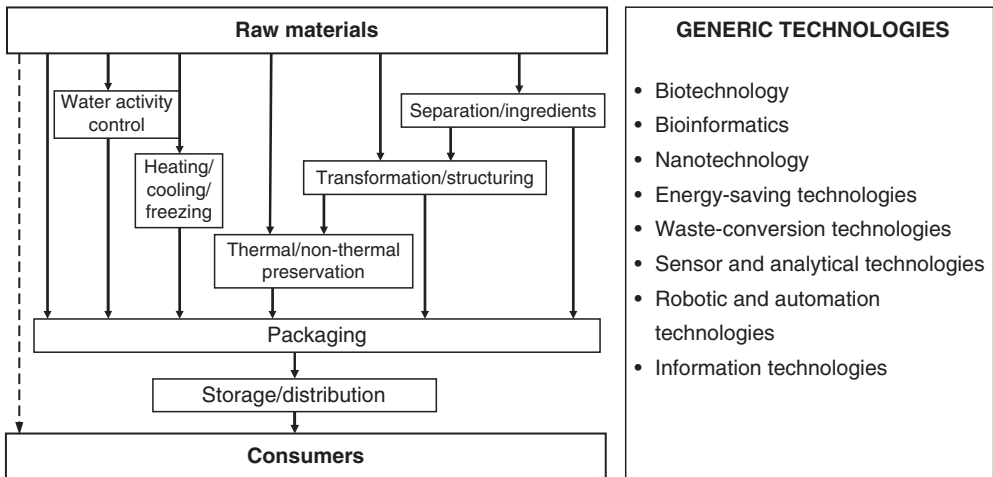 Raw materials
Water activity
control
Separation/ingredients
Heating/
cooling/
freezing
Transformation/structuring
Thermal/non-thermal
preservation
Packaging
Storage/distribution
Consumers
GENERIC TECHNOLOGIES
• Biotechnology
• Bioinformatics
• Nanotechnology
• Energy-saving technologies
• Waste-conversion technologies
• Sensor and analytical technologies
• Robotic and automation
technologies
• Information technologies